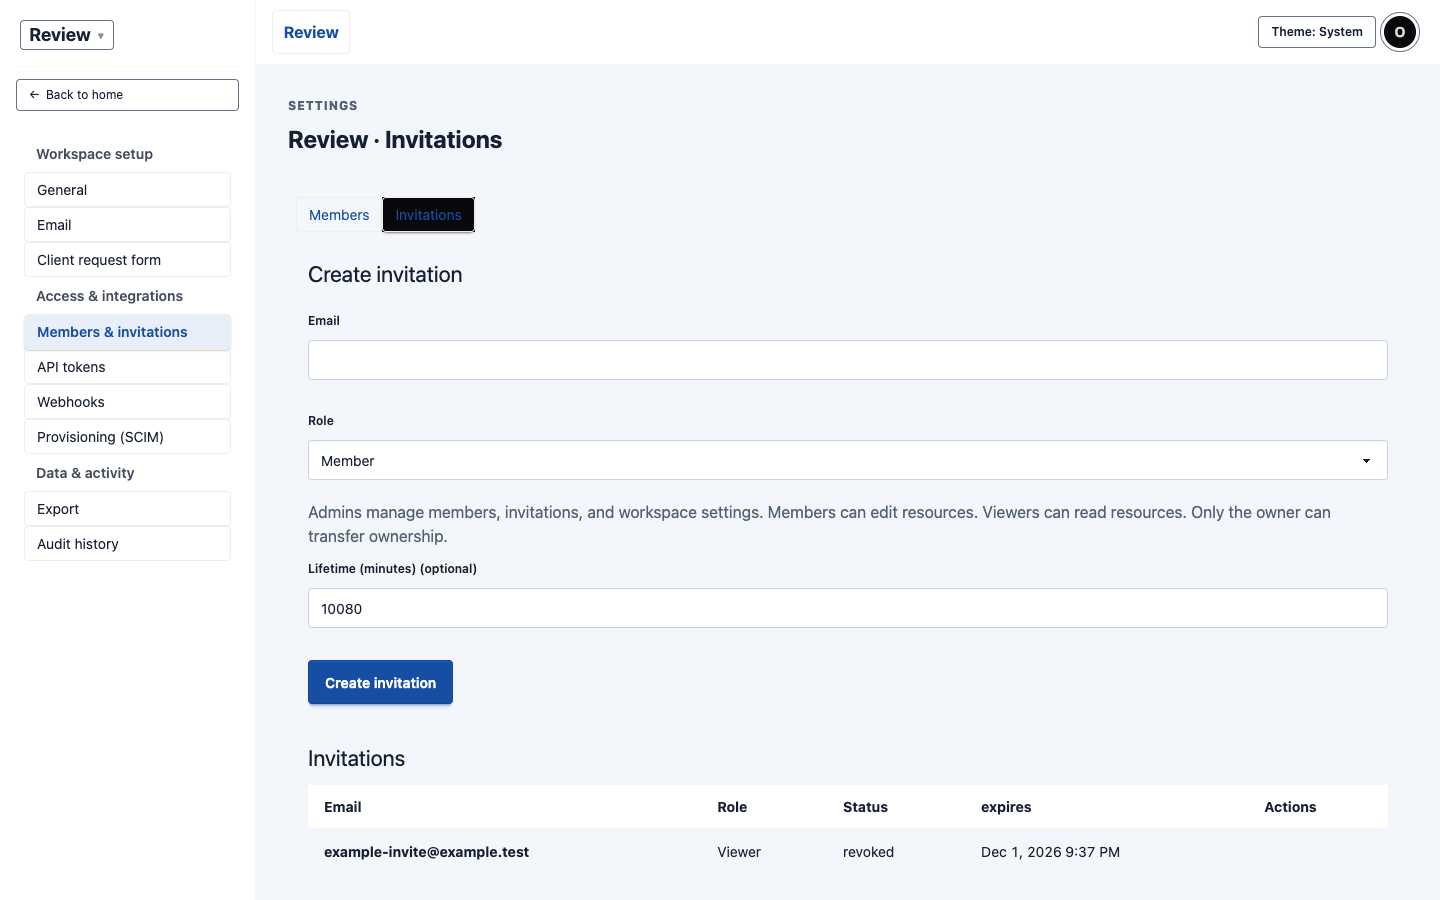 Review ▾
← Back to home
Workspace setup
General
Email
Client request form
Access & integrations
Members & invitations
API tokens
Webhooks
Provisioning (SCIM)
Data & activity
Export
Audit history
Review
Theme: System
O
SETTINGS
Review · Invitations
Members
Invitations
Create invitation
Email
Role
Member
Admins manage members, invitations, and workspace settings. Members can edit resources. Viewers can read resources. Only the owner can
transfer ownership.
Lifetime (minutes) (optional)
10080
Create invitation
Invitations
Email Role Status expires Actions
example-invite@example.test Viewer revoked Dec 1, 2026 9:37 PM